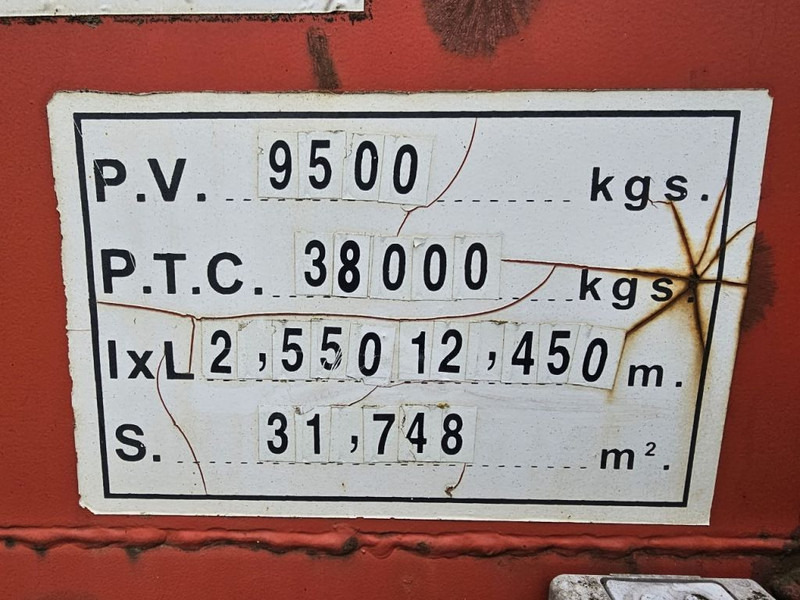 P.V. 9500 kgs.
P.T.C. 38000 kgs.
lxL 2,550 12,450 m.
S. 31,748 m².